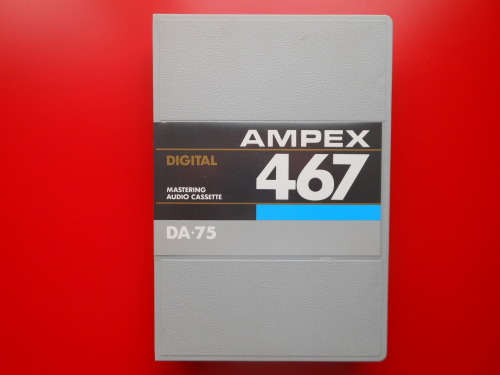 AMPEX
DIGITAL
467
MASTERING
AUDIO CASSETTE
DA·75